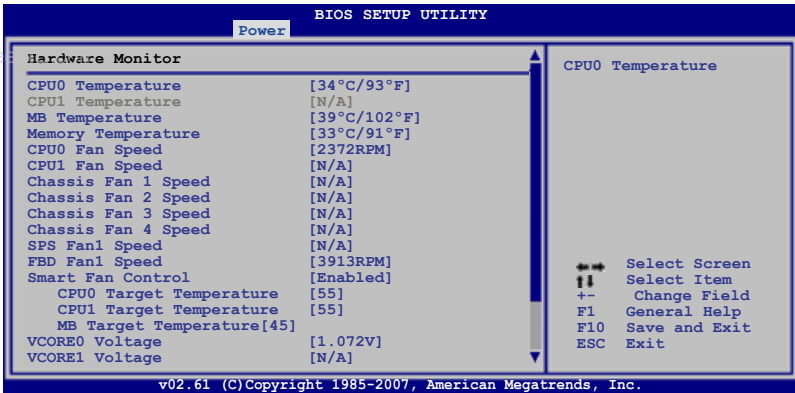 BIOS SETUP UTILITY
Power
Hardware Monitor
CPU0 Temperature [34°C/93°F]
CPU1 Temperature [N/A]
MB Temperature [39°C/102°F]
Memory Temperature [33°C/91°F]
CPU0 Fan Speed [2372RPM]
CPU1 Fan Speed [N/A]
Chassis Fan 1 Speed [N/A]
Chassis Fan 2 Speed [N/A]
Chassis Fan 3 Speed [N/A]
Chassis Fan 4 Speed [N/A]
SPS Fan1 Speed [N/A]
FBD Fan1 Speed [3913RPM]
Smart Fan Control [Enabled]
CPU0 Target Temperature [55]
CPU1 Target Temperature [55]
MB Target Temperature[45]
VCORE0 Voltage [1.072V]
VCORE1 Voltage [N/A]
CPU0 Temperature
←→ Select Screen
↑↓ Select Item
+- Change Field
F1 General Help
F10 Save and Exit
ESC Exit
v02.61 (C)Copyright 1985-2007, American Megatrends, Inc.